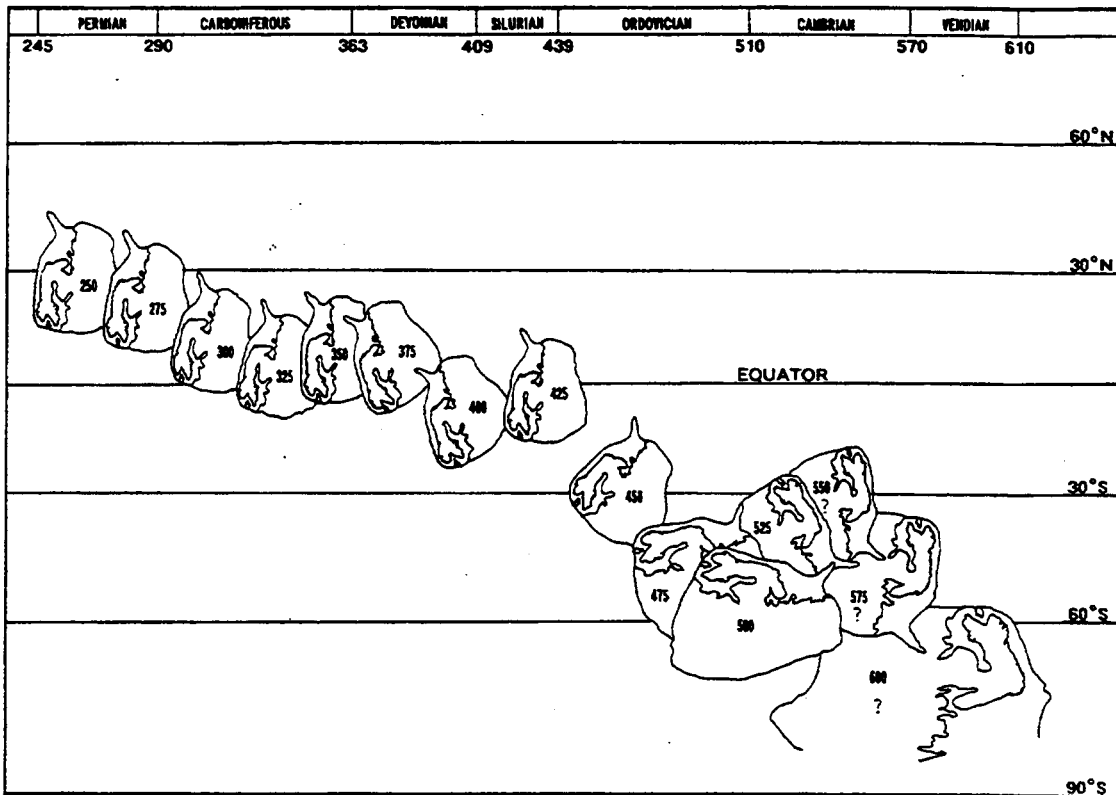 PERMIAN CARBONIFEROUS DEVONIAN SILURIAN ORDOVICIAN CAMBRIAN VENDIAN
245 290 363 409 439 510 570 610
60°N
30°N
250
275
300
325
350
375
400
425
EQUATOR
450
30°S
550
?
525
475
500
575
?
60°S
600
?
90°S